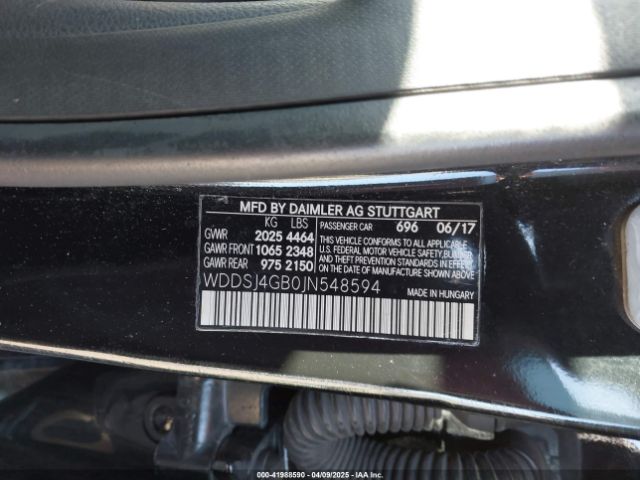 MFD BY DAIMLER AG STUTTGART
KG LBS
GVWR 2025 4464
GAWR FRONT 1065 2348
GAWR REAR 975 2150
PASSENGER CAR 696 06/17
THIS VEHICLE CONFORMS TO ALL APPLICABLE
U.S. FEDERAL MOTOR VEHICLE SAFETY, BUMPER
AND THEFT PREVENTION STANDARDS IN EFFECT ON
THE DATE OF MANUFACTURE SHOWN ABOVE.
WDDSJ4GB0JN548594
MADE IN HUNGARY
000-41988590 - 04/09/2025 - IAA Inc.